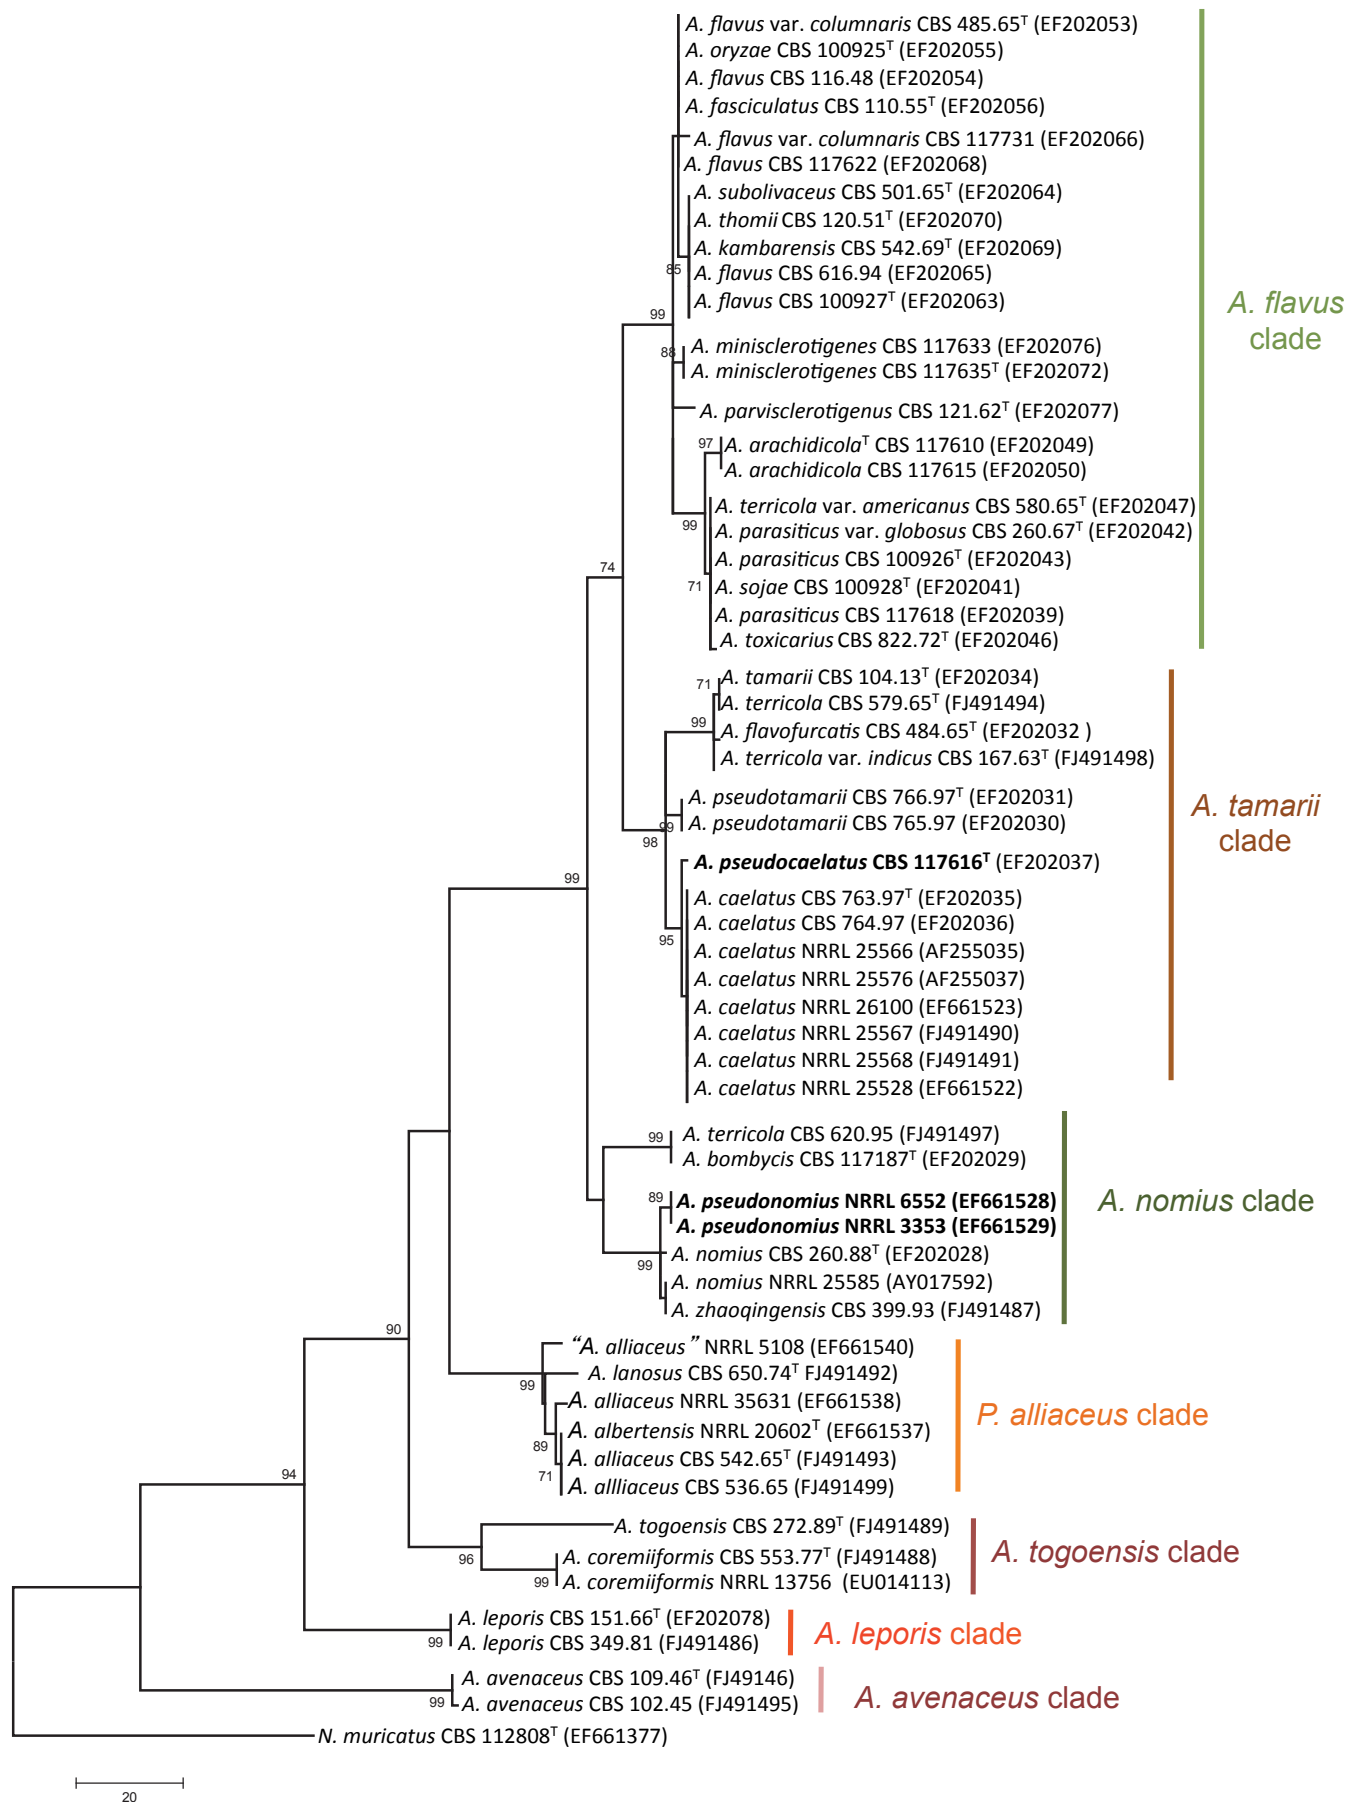 A. flavus var. columnaris CBS 485.65ᵀ (EF202053)
A. oryzae CBS 100925ᵀ (EF202055)
A. flavus CBS 116.48 (EF202054)
A. fasciculatus CBS 110.55ᵀ (EF202056)
A. flavus var. columnaris CBS 117731 (EF202066)
A. flavus CBS 117622 (EF202068)
A. subolivaceus CBS 501.65ᵀ (EF202064)
A. thomii CBS 120.51ᵀ (EF202070)
A. kambarensis CBS 542.69ᵀ (EF202069)
85
A. flavus CBS 616.94 (EF202065)
A. flavus CBS 100927ᵀ (EF202063)
A. flavus
clade
99
A. minisclerotigenes CBS 117633 (EF202076)
88
A. minisclerotigenes CBS 117635ᵀ (EF202072)
A. parvisclerotigenus CBS 121.62ᵀ (EF202077)
97
A. arachidicolaᵀ CBS 117610 (EF202049)
A. arachidicola CBS 117615 (EF202050)
A. terricola var. americanus CBS 580.65ᵀ (EF202047)
99
A. parasiticus var. globosus CBS 260.67ᵀ (EF202042)
A. parasiticus CBS 100926ᵀ (EF202043)
74
71
A. sojae CBS 100928ᵀ (EF202041)
A. parasiticus CBS 117618 (EF202039)
A. toxicarius CBS 822.72ᵀ (EF202046)
71
A. tamarii CBS 104.13ᵀ (EF202034)
A. terricola CBS 579.65ᵀ (FJ491494)
99
A. flavofurcatis CBS 484.65ᵀ (EF202032 )
A. terricola var. indicus CBS 167.63ᵀ (FJ491498)
A. pseudotamarii CBS 766.97ᵀ (EF202031)
99
A. pseudotamarii CBS 765.97 (EF202030)
A. tamarii
clade
98
A. pseudocaelatus CBS 117616ᵀ (EF202037)
99
A. caelatus CBS 763.97ᵀ (EF202035)
A. caelatus CBS 764.97 (EF202036)
95
A. caelatus NRRL 25566 (AF255035)
A. caelatus NRRL 25576 (AF255037)
A. caelatus NRRL 26100 (EF661523)
A. caelatus NRRL 25567 (FJ491490)
A. caelatus NRRL 25568 (FJ491491)
A. caelatus NRRL 25528 (EF661522)
99
A. terricola CBS 620.95 (FJ491497)
A. bombycis CBS 117187ᵀ (EF202029)
89
A. pseudonomius NRRL 6552 (EF661528)
A. nomius clade
A. pseudonomius NRRL 3353 (EF661529)
A. nomius CBS 260.88ᵀ (EF202028)
99
A. nomius NRRL 25585 (AY017592)
A. zhaoqingensis CBS 399.93 (FJ491487)
90
“A. alliaceus” NRRL 5108 (EF661540)
A. lanosus CBS 650.74ᵀ FJ491492)
99
A. alliaceus NRRL 35631 (EF661538)
P. alliaceus clade
A. albertensis NRRL 20602ᵀ (EF661537)
89
A. alliaceus CBS 542.65ᵀ (FJ491493)
71
A. allliaceus CBS 536.65 (FJ491499)
94
A. togoensis CBS 272.89ᵀ (FJ491489)
96
A. coremiiformis CBS 553.77ᵀ (FJ491488)
A. togoensis clade
99
A. coremiiformis NRRL 13756 (EU014113)
A. leporis CBS 151.66ᵀ (EF202078)
99
A. leporis CBS 349.81 (FJ491486)
A. leporis clade
A. avenaceus CBS 109.46ᵀ (FJ49146)
99
A. avenaceus CBS 102.45 (FJ491495)
A. avenaceus clade
N. muricatus CBS 112808ᵀ (EF661377)
20